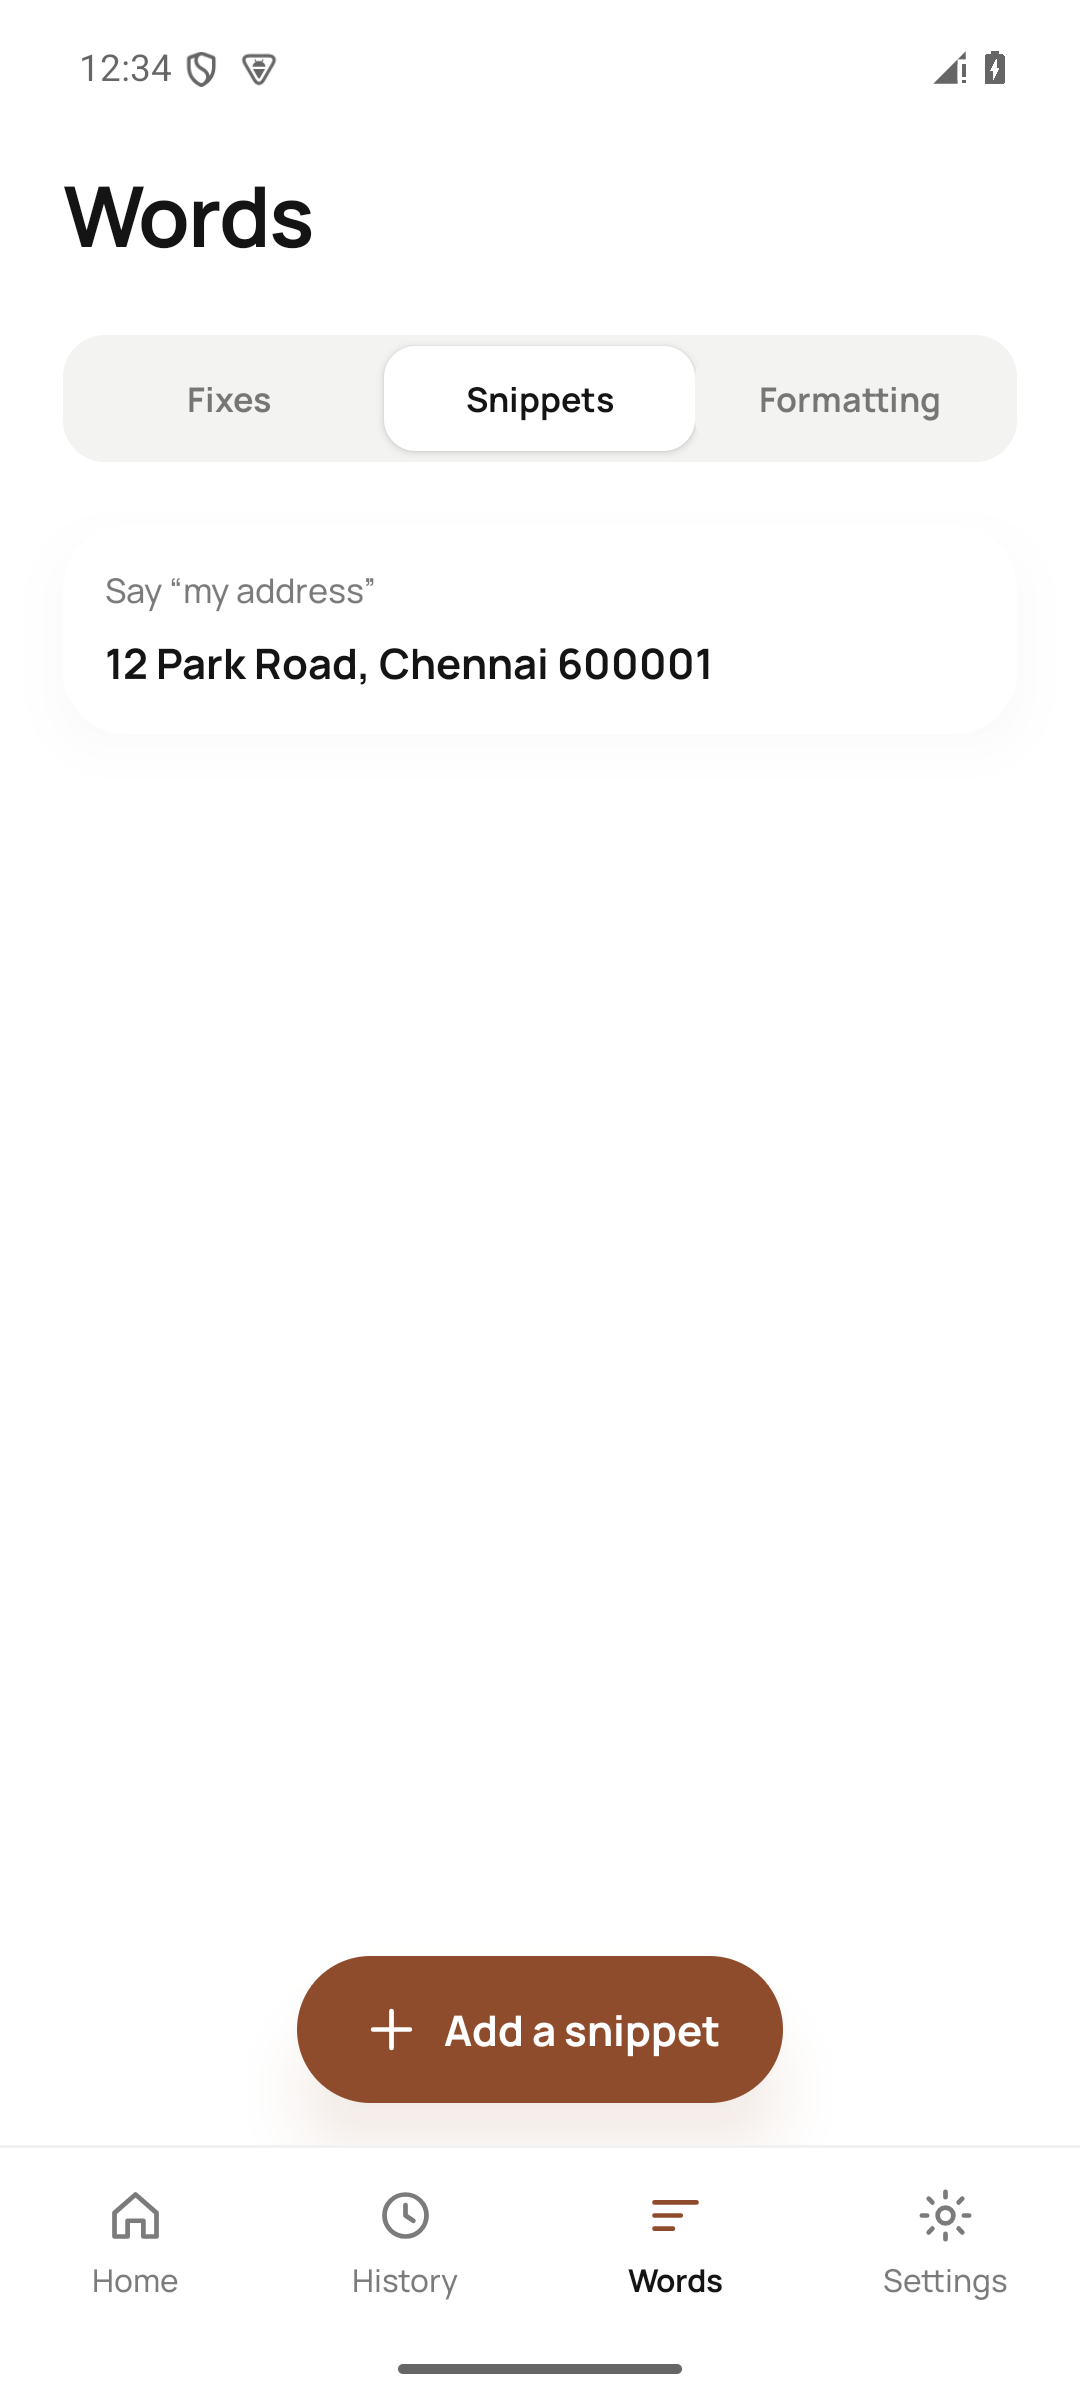 12:34
Words
Fixes
Snippets
Formatting
Say “my address”
12 Park Road, Chennai 600001
Add a snippet
Home
History
Words
Settings